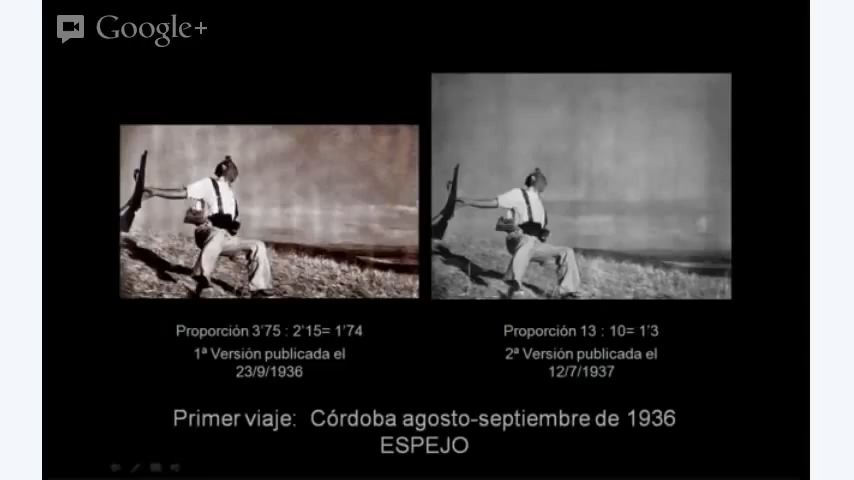 Google+
Proporción 3'75 : 2'15= 1'74
1ª Versión publicada el
23/9/1936
Proporción 13 : 10= 1'3
2ª Versión publicada el
12/7/1937
Primer viaje: Córdoba agosto-septiembre de 1936
ESPEJO